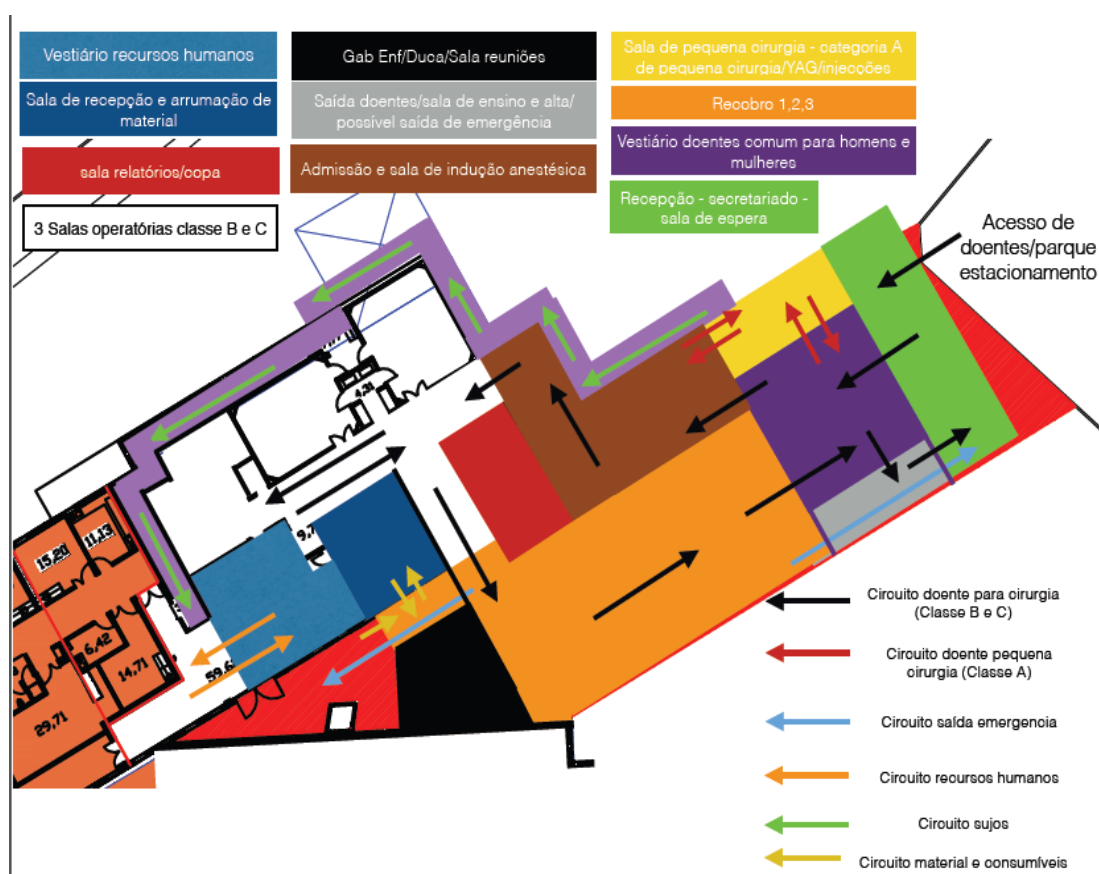 Vestiário recursos humanos
Sala de recepção e arrumação de
material
sala relatórios/copa
3 Salas operatórias classe B e C
Gab Enf/Duca/Sala reuniões
Saída doentes/sala de ensino e alta/
possível saída de emergência
Admissão e sala de indução anestésica
Sala de pequena cirurgia - categoria A
de pequena cirurgia/YAG/injecções
Recobro 1,2,3
Vestiário doentes comum para homens e
mulheres
Recepção - secretariado -
sala de espera
Acesso de
doentes/parque
estacionamento
4,31
15,20
11,13
6,42
14,71
29,71
Circuito doente para cirurgia
(Classe B e C)
Circuito doente pequena
cirurgia (Classe A)
Circuito saída emergencia
Circuito recursos humanos
Circuito sujos
Circuito material e consumíveis